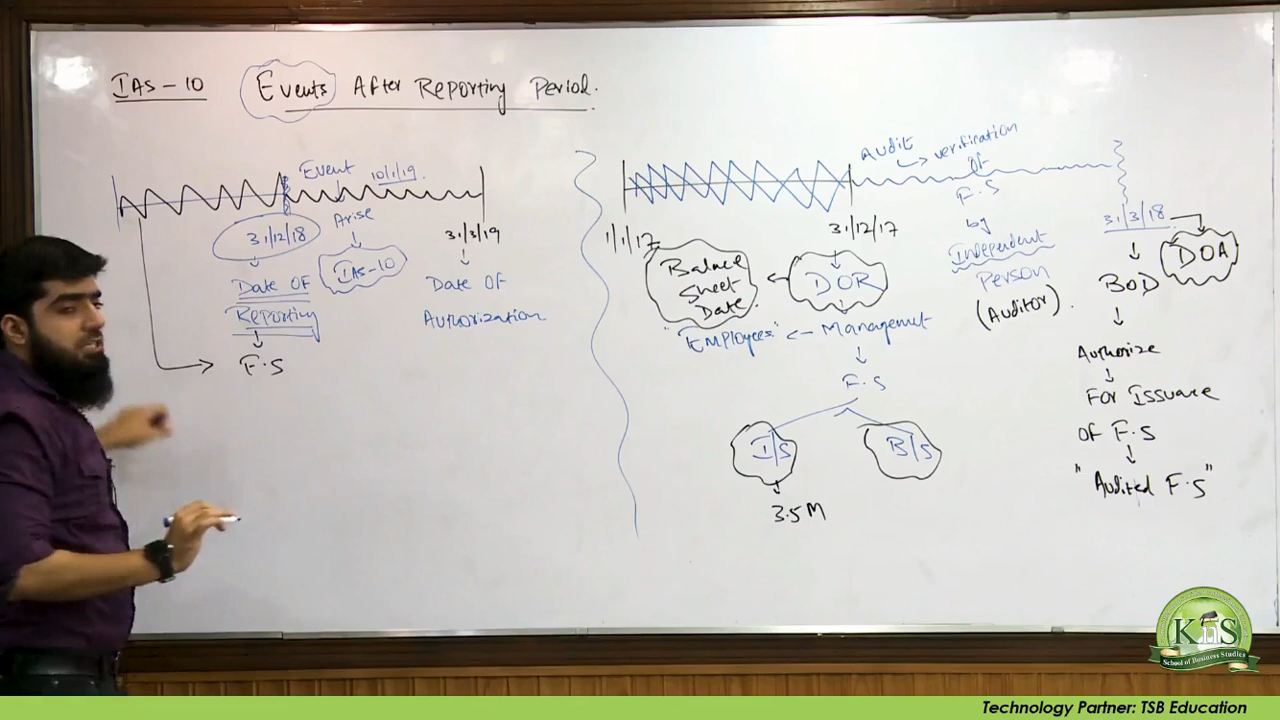 IAS-10 Events After Reporting Period.
Event
10/1/19.
31/12/18
Arise
31/3/19
IAS-10
Date OF
Reporting
F.S
Date OF
Authorization
Audit
verification
of
F.S
by
Independent
Person
(Auditor).
1/1/17
31/12/17
31/3/18
Balance
Sheet
Date.
DOR
DOA
"Employees" Management
F.S
I/S
B/S
3.5M
BOD
Authorize
For Issuance
OF F.S
"Audited F.S"
KnS
School of Business Studies
Technology Partner: TSB Education